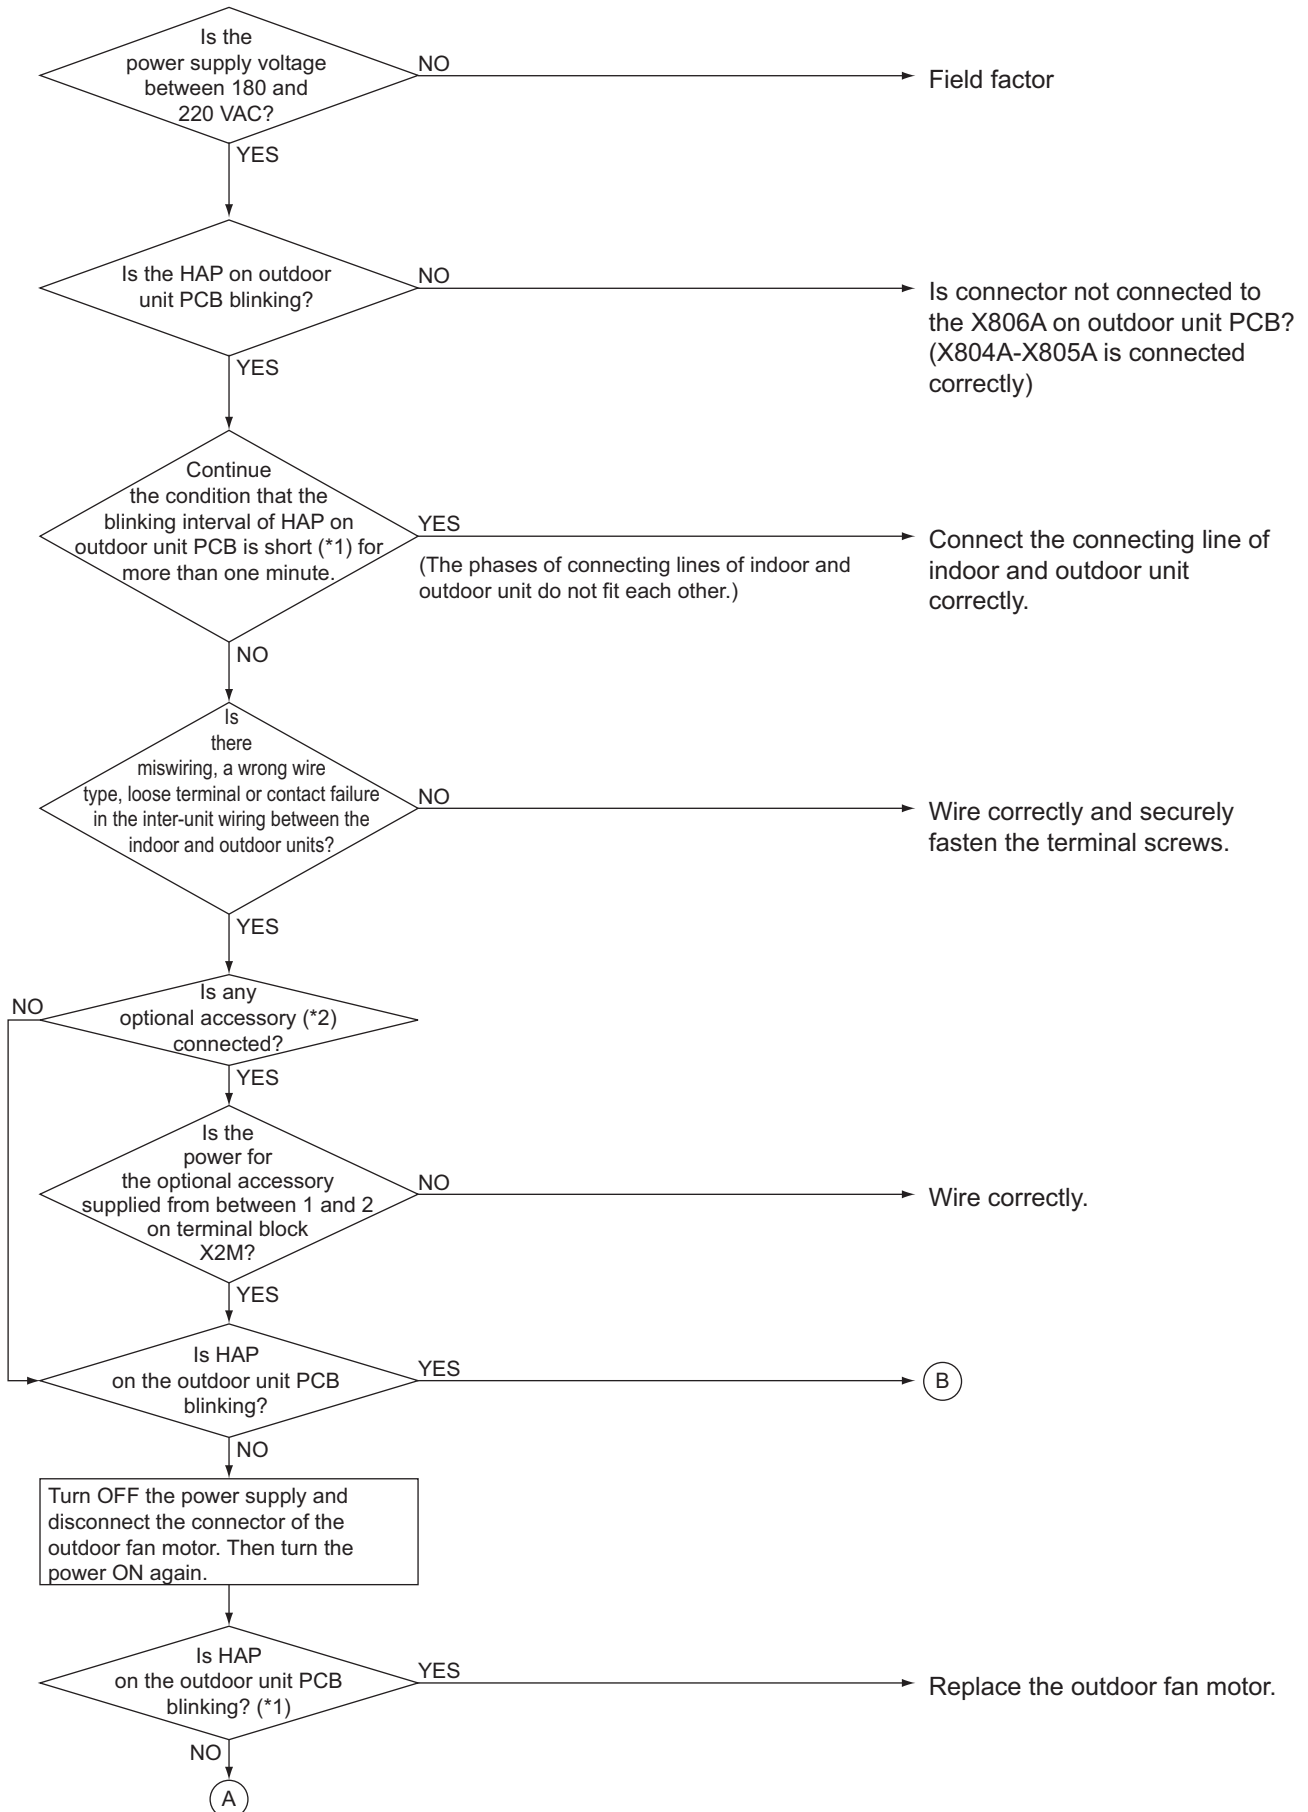 Is the
power supply voltage
between 180 and
220 VAC?
NO
Field factor
YES
Is the HAP on outdoor
unit PCB blinking?
NO
Is connector not connected to
the X806A on outdoor unit PCB?
(X804A-X805A is connected
correctly)
YES
Continue
the condition that the
blinking interval of HAP on
outdoor unit PCB is short (*1) for
more than one minute.
YES
(The phases of connecting lines of indoor and
outdoor unit do not fit each other.)
Connect the connecting line of
indoor and outdoor unit
correctly.
NO
Is
there
miswiring, a wrong wire
type, loose terminal or contact failure
in the inter-unit wiring between the
indoor and outdoor units?
NO
Wire correctly and securely
fasten the terminal screws.
YES
Is any
optional accessory (*2)
connected?
NO
YES
Is the
power for
the optional accessory
supplied from between 1 and 2
on terminal block
X2M?
NO
Wire correctly.
YES
Is HAP
on the outdoor unit PCB
blinking?
YES
B
NO
Turn OFF the power supply and
disconnect the connector of the
outdoor fan motor. Then turn the
power ON again.
Is HAP
on the outdoor unit PCB
blinking? (*1)
YES
Replace the outdoor fan motor.
NO
A